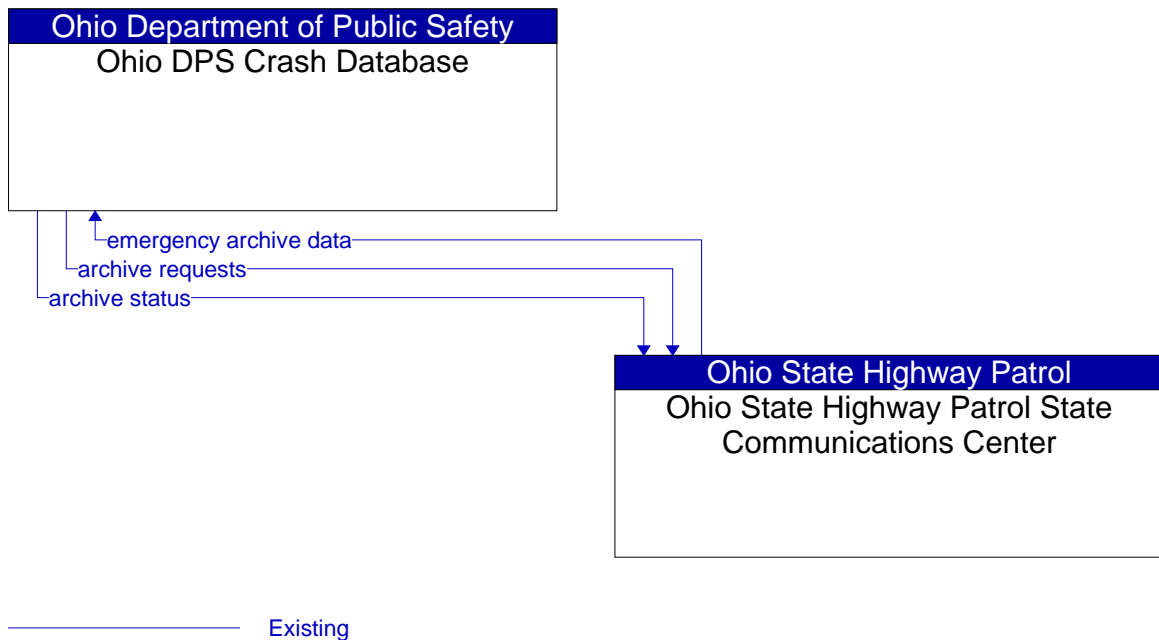 Ohio Department of Public Safety
Ohio DPS Crash Database
emergency archive data
archive requests
archive status
Ohio State Highway Patrol
Ohio State Highway Patrol State
Communications Center
Existing